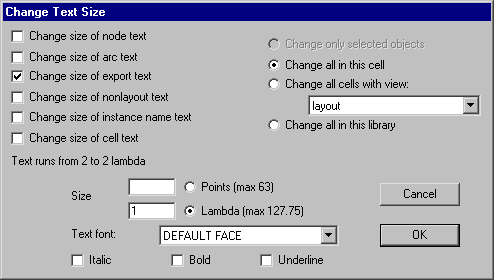 Change Text Size
Change size of node text
Change size of arc text
Change size of export text
Change size of nonlayout text
Change size of instance name text
Change size of cell text
Change only selected objects
Change all in this cell
Change all cells with view:
layout
Change all in this library
Text runs from 2 to 2 lambda
Size
Points (max 63)
1
Lambda (max 127.75)
Text font:
DEFAULT FACE
Italic
Bold
Underline
Cancel
OK